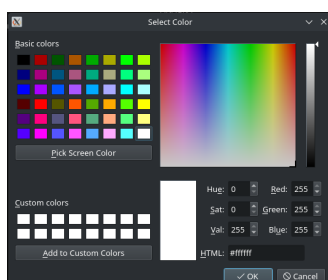 Select Color
Basic colors
Pick Screen Color
Custom colors
Add to Custom Colors
Hue: 0 Red: 255
Sat: 0 Green: 255
Val: 255 Blue: 255
HTML: #ffffff
OK Cancel